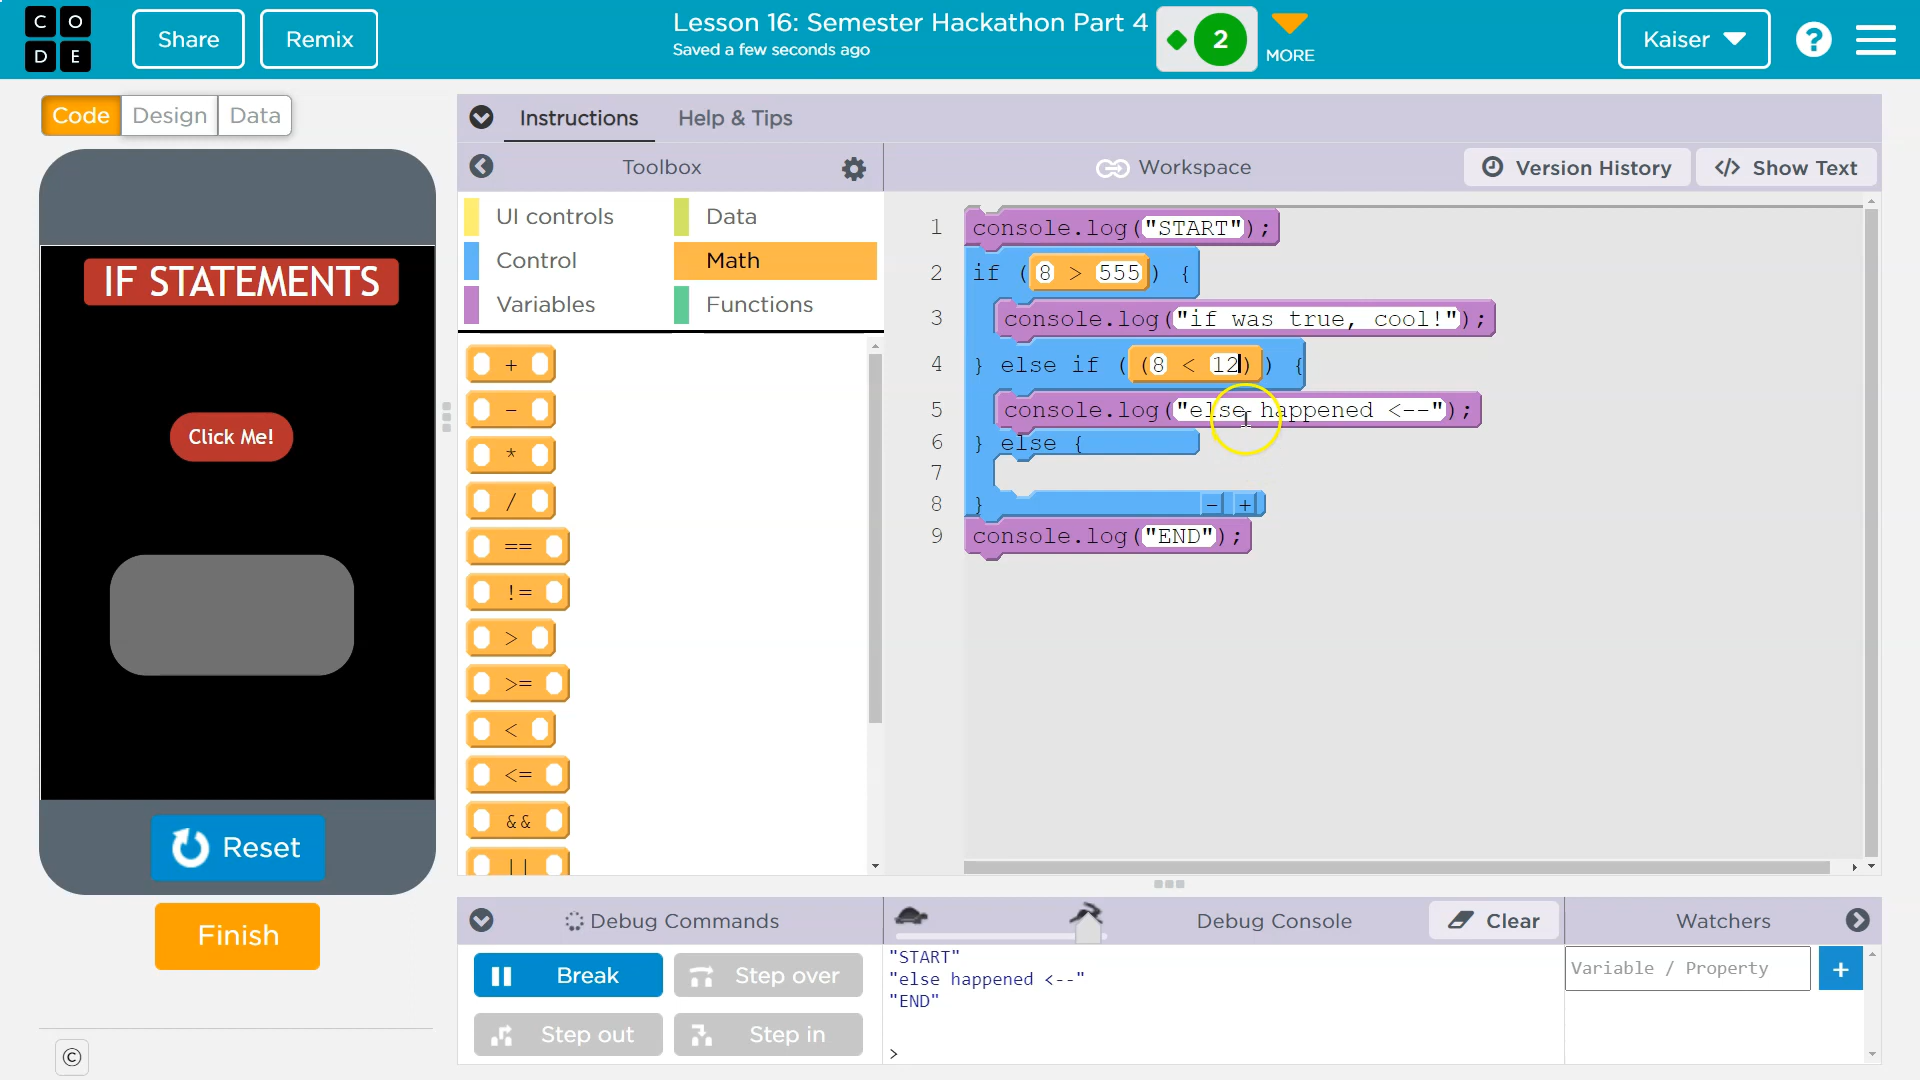 CODE
Share
Remix
Lesson 16: Semester Hackathon Part 4
Saved a few seconds ago
2
MORE
Kaiser
?
Code
Design
Data
IF STATEMENTS
Click Me!
Reset
Finish
©
Instructions
Help & Tips
Toolbox
Workspace
Version History
</> Show Text
UI controls
Data
Control
Math
Variables
Functions
+
-
*
/
==
!=
>
>=
<
<=
&&
||
1 console.log("START");
2 if (8 > 555) {
3 console.log("if was true, cool!");
4 } else if ((8 < 12)) {
5 console.log("else happened <--");
6 } else {
7
8 } - +
9 console.log("END");
Debug Commands
Break
Step over
Step out
Step in
Debug Console
Clear
"START"
"else happened <--"
"END"
>
Watchers
Variable / Property
+